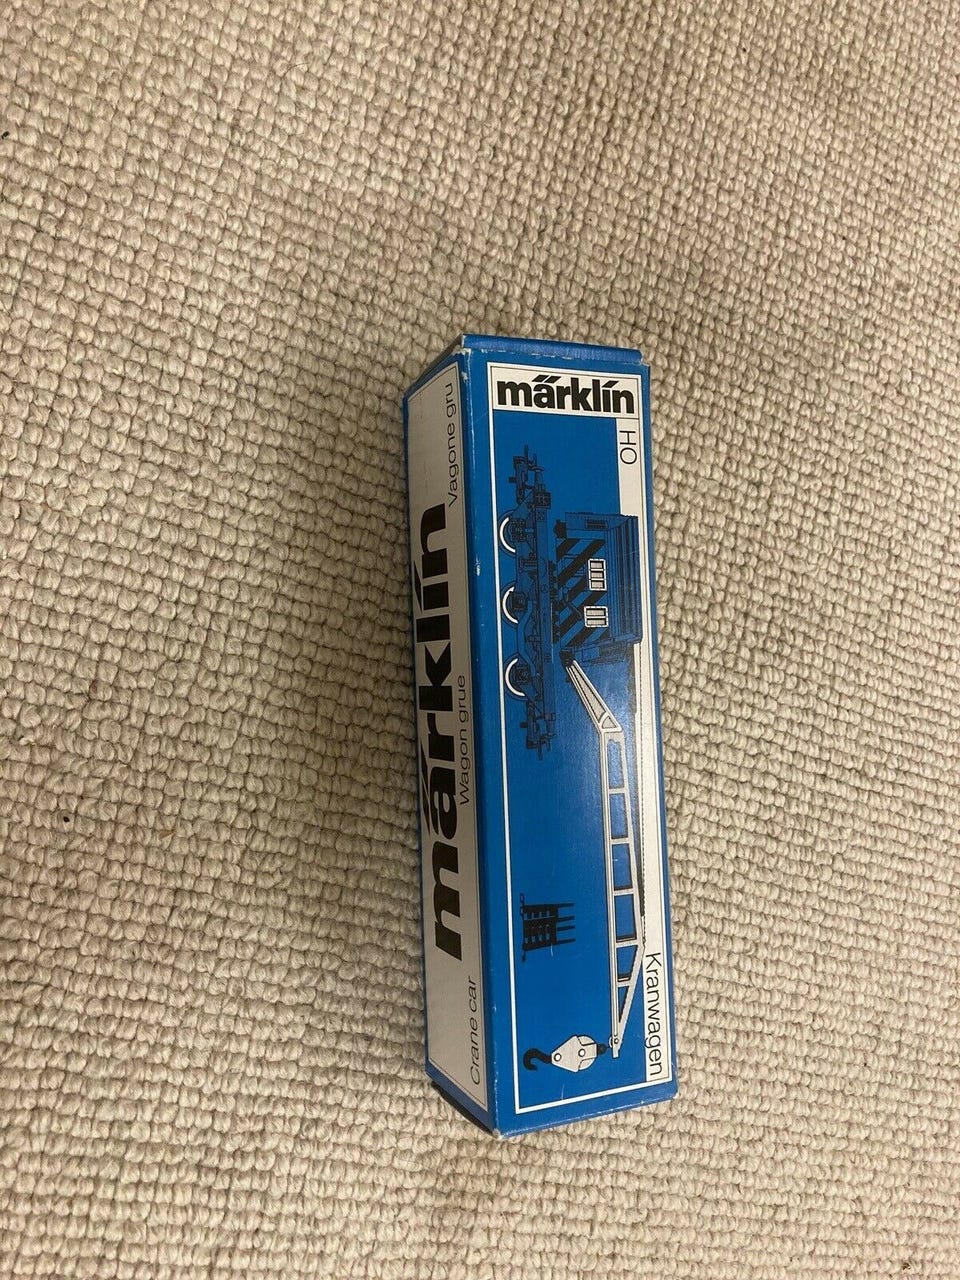 märklin
HO
Kranwagen
märklin
Crane car
Wagon grue
Vagone gru